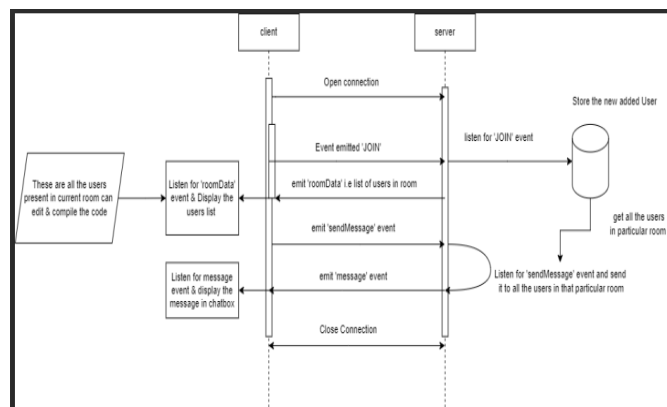 client
server
Open connection
Store the new added User
Event emitted 'JOIN'
listen for 'JOIN' event
These are all the users
present in current room can
edit & compile the code
Listen for 'roomData'
event & Display the
users list
emit 'roomData' i.e list of users in room
get all the users
in particular room
emit 'sendMessage' event
Listen for 'sendMessage' event and send
it to all the users in that particular room
Listen for message
event & display the
message in chatbox
emit 'message' event
Close Connection